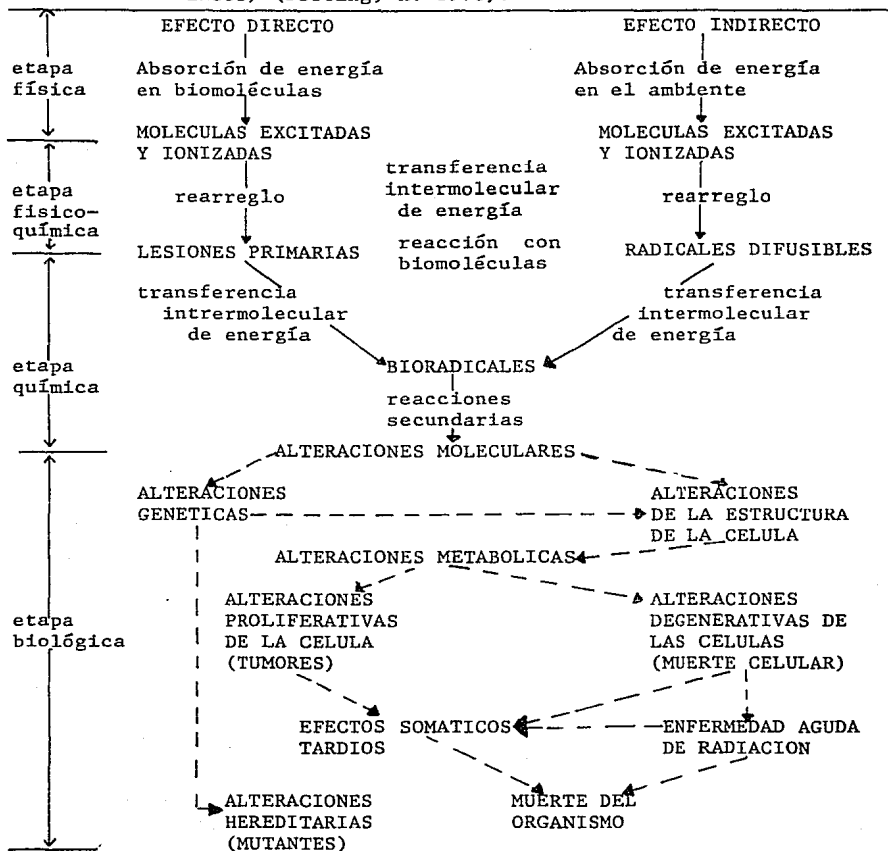 EFECTO DIRECTO EFECTO INDIRECTO
etapa física
Absorción de energía
en biomoléculas
Absorción de energía
en el ambiente
MOLECULAS EXCITADAS
Y IONIZADAS
MOLECULAS EXCITADAS
Y IONIZADAS
etapa
fisico-
química
rearreglo
transferencia
intermolecular
de energía
rearreglo
reacción con
biomoléculas
LESIONES PRIMARIAS
RADICALES DIFUSIBLES
etapa
química
transferencia
intrermolecular
de energía
transferencia
intermolecular
de energía
BIORADICALES
reacciones
secundarias
ALTERACIONES MOLECULARES
etapa
biológica
ALTERACIONES
GENETICAS
ALTERACIONES
DE LA ESTRUCTURA
DE LA CELULA
ALTERACIONES METABOLICAS
ALTERACIONES
PROLIFERATIVAS
DE LA CELULA
(TUMORES)
ALTERACIONES
DEGENERATIVAS DE
LAS CELULAS
(MUERTE CELULAR)
EFECTOS SOMATICOS
TARDIOS
ENFERMEDAD AGUDA
DE RADIACION
ALTERACIONES
HEREDITARIAS
(MUTANTES)
MUERTE DEL
ORGANISMO